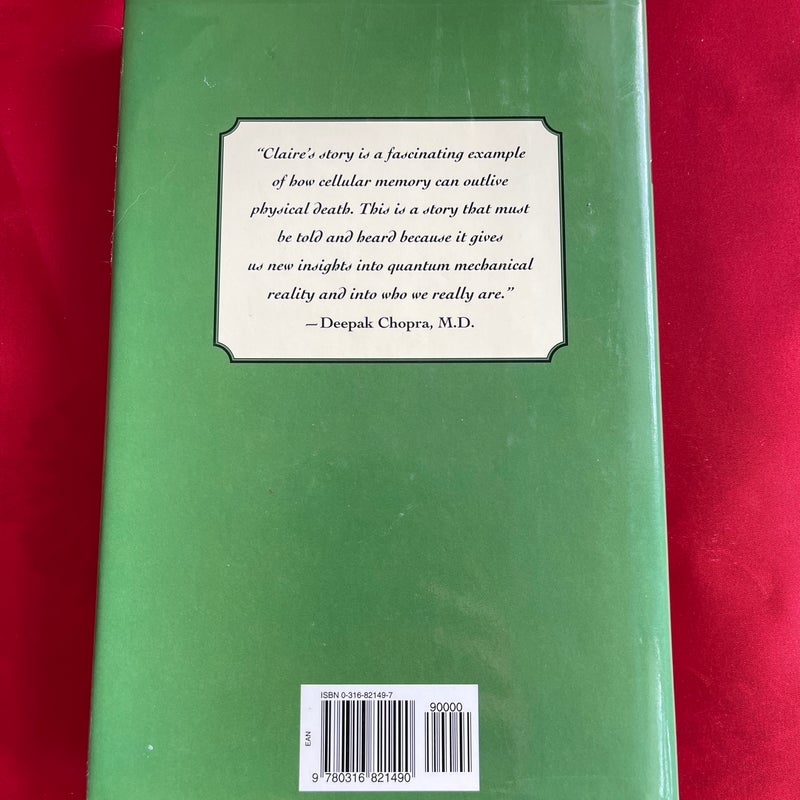 “Claire’s story is a fascinating example
of how cellular memory can outlive
physical death. This is a story that must
be told and heard because it gives
us new insights into quantum mechanical
reality and into who we really are.”
—Deepak Chopra, M.D.
ISBN 0-316-82149-7
90000
EAN
9 780316 821490